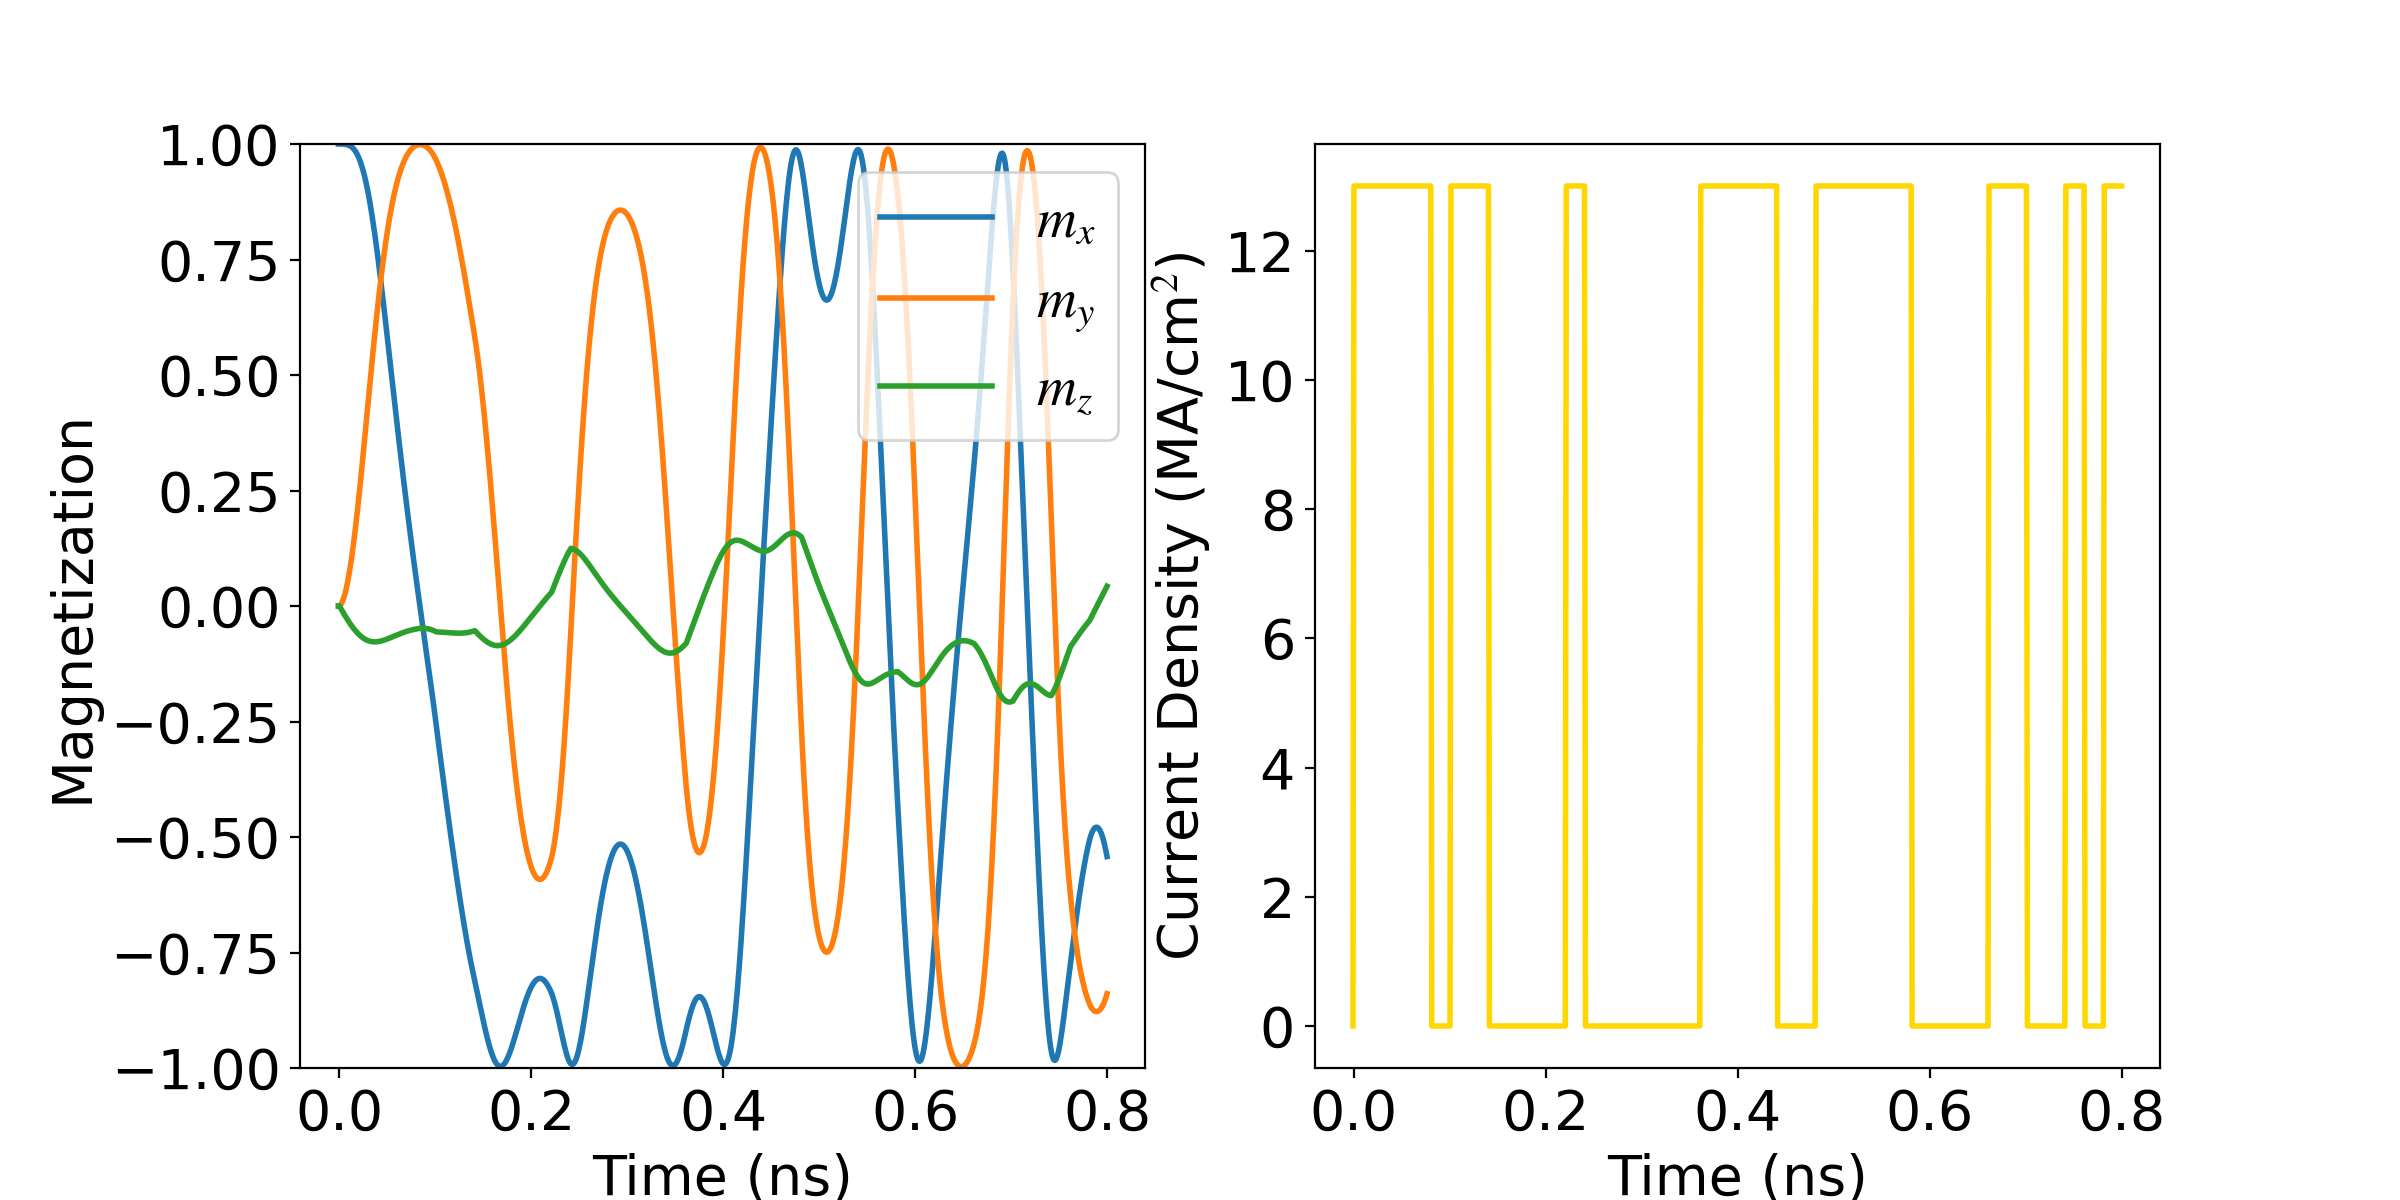 1.00
0.75
0.50
0.25
0.00
−0.25
−0.50
−0.75
−1.00
Magnetization
0.0 0.2 0.4 0.6 0.8
Time (ns)
m_x
m_y
m_z
Current Density (MA/cm²)
12
10
8
6
4
2
0
0.0 0.2 0.4 0.6 0.8
Time (ns)